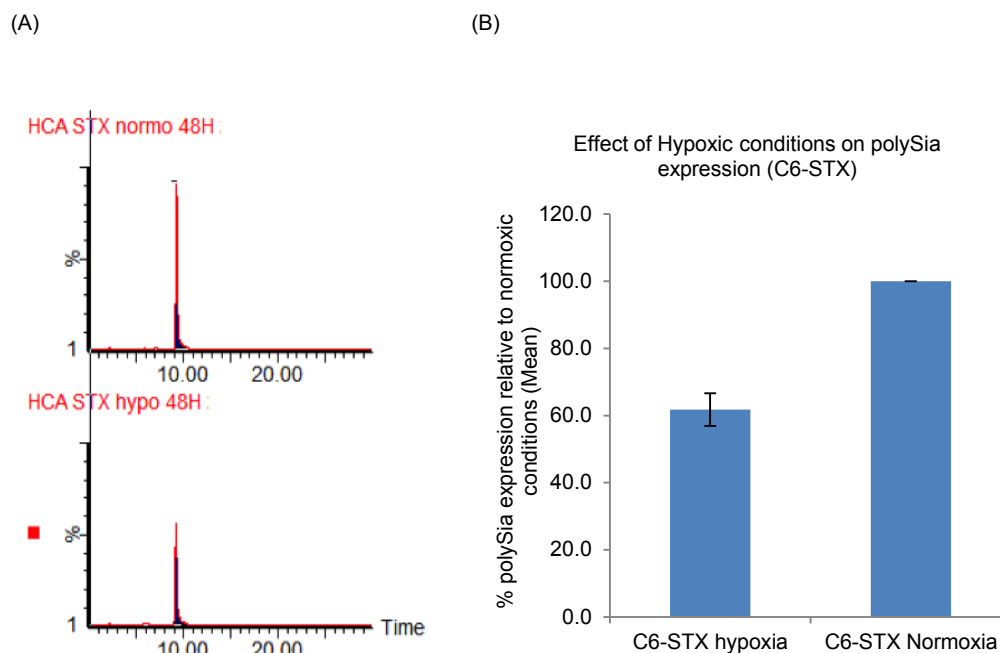 (A)
HCA STX normo 48H :
%
1
10.00 20.00
HCA STX hypo 48H :
%
1
10.00 20.00
Time
(B)
Effect of Hypoxic conditions on polySia
expression (C6-STX)
% polySia expression relative to normoxic
conditions (Mean)
120.0
100.0
80.0
60.0
40.0
20.0
0.0
C6-STX hypoxia C6-STX Normoxia